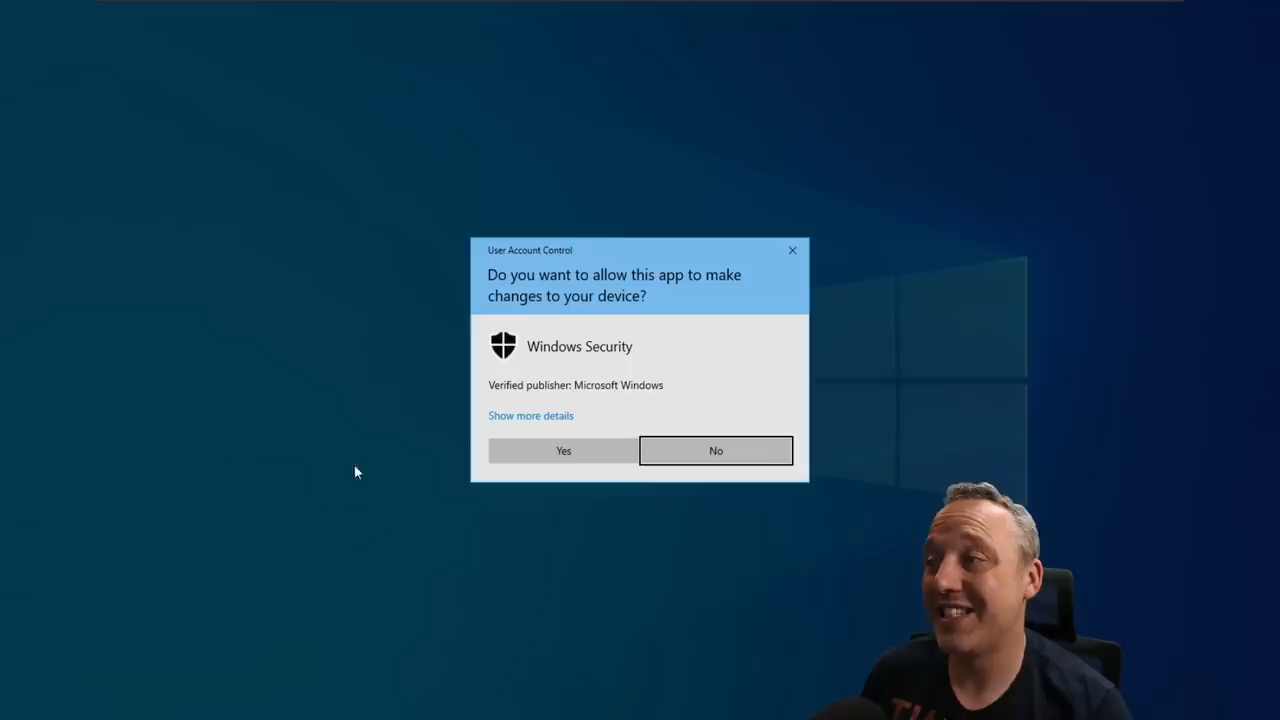 User Account Control
Do you want to allow this app to make
changes to your device?
Windows Security
Verified publisher: Microsoft Windows
Show more details
Yes
No